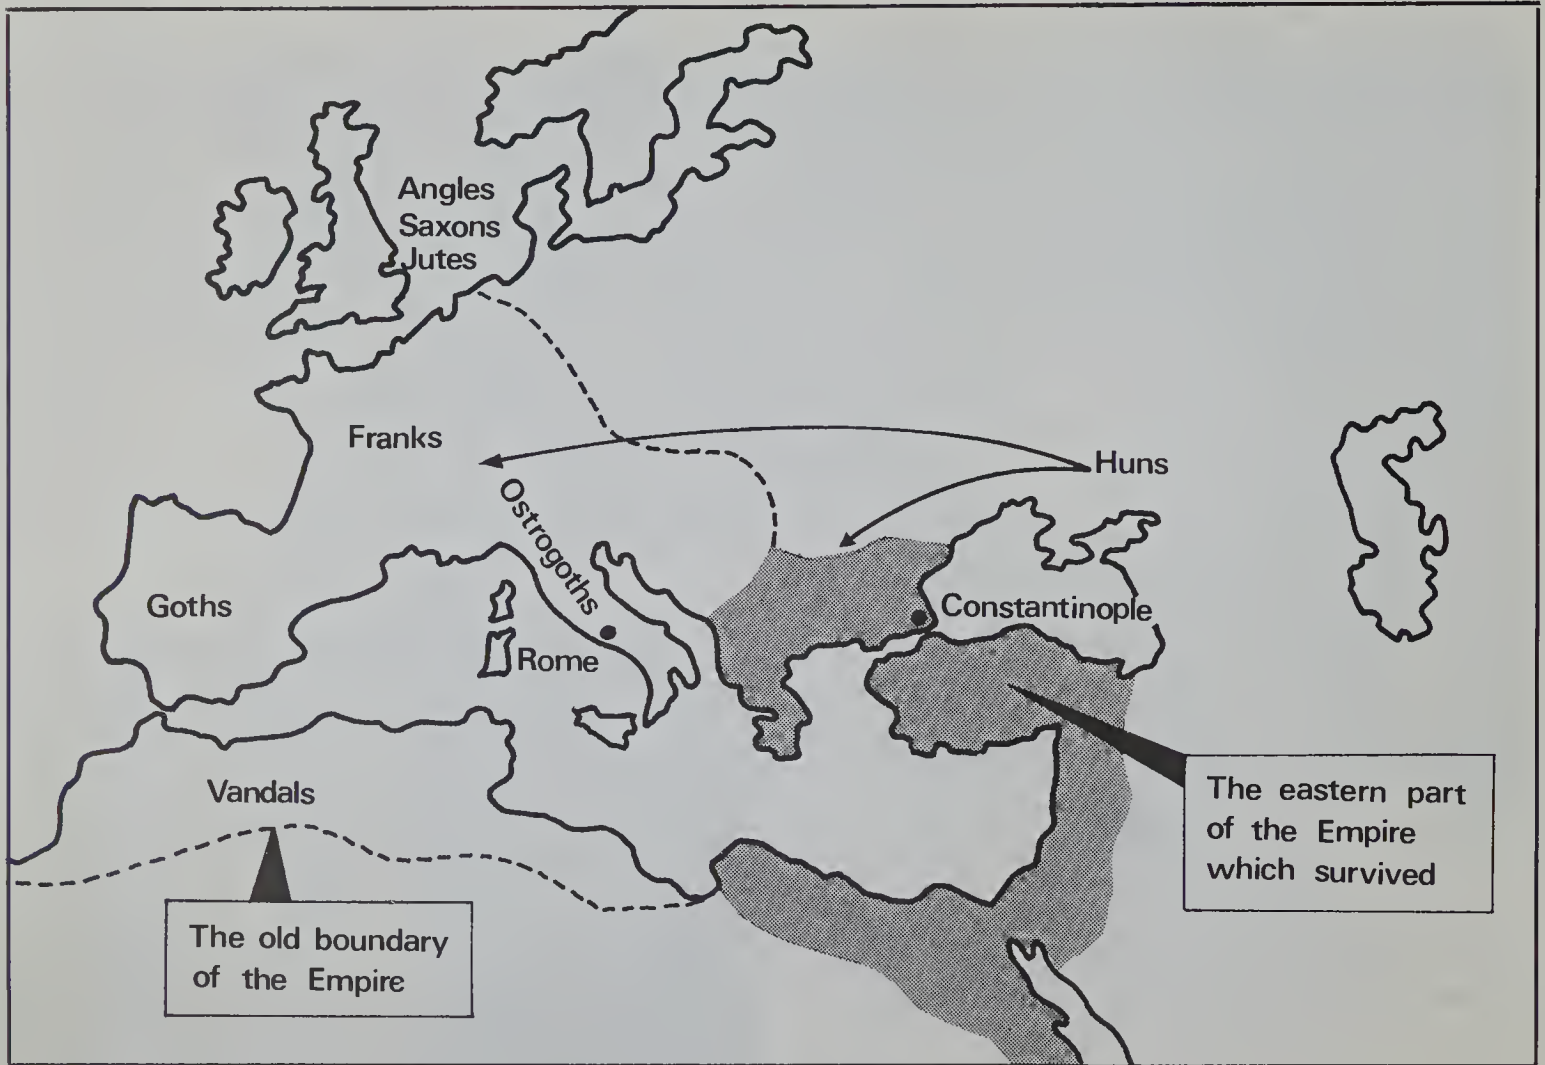 Angles
Saxons
Jutes
Franks
Huns
Ostrogoths
Goths
Constantinople
Rome
Vandals
The eastern part
of the Empire
which survived
The old boundary
of the Empire